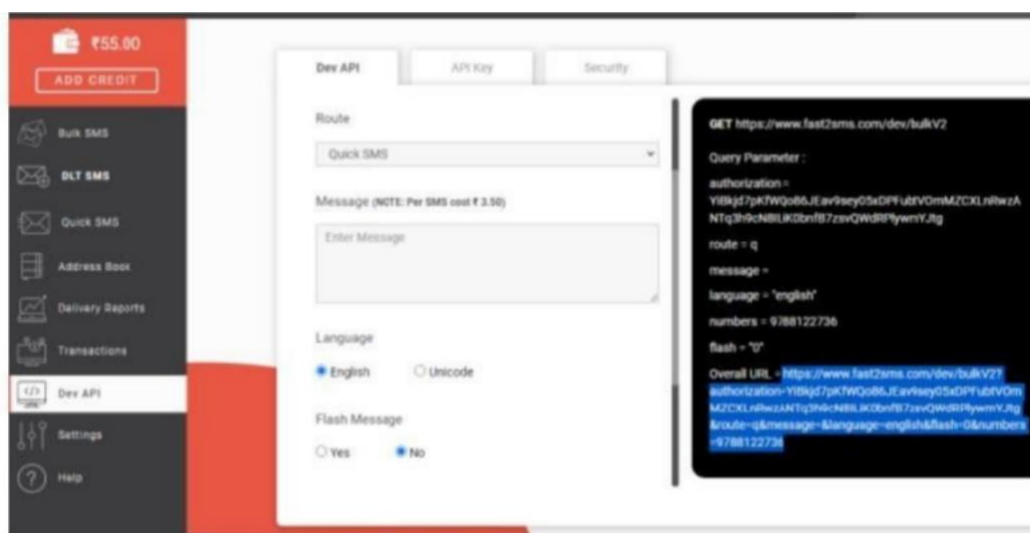 ₹55.00
ADD CREDIT
Bulk SMS
DLT SMS
Quick SMS
Address Book
Delivery Reports
Transactions
Dev API
Settings
Help
Dev API
API Key
Security
Route
Quick SMS
Message (NOTE: Per SMS cost ₹ 3.50)
Enter Message
Language
English
Unicode
Flash Message
Yes
No
GET https://www.fast2sms.com/dev/bulkV2
Query Parameter :
authorization =
route = q
message =
language = "english"
numbers = 9788122736
flash = "0"
Overall URL = https://www.fast2sms.com/dev/bulkV2?
&route=q&message=&language=english&flash=0&numbers
=9788122736